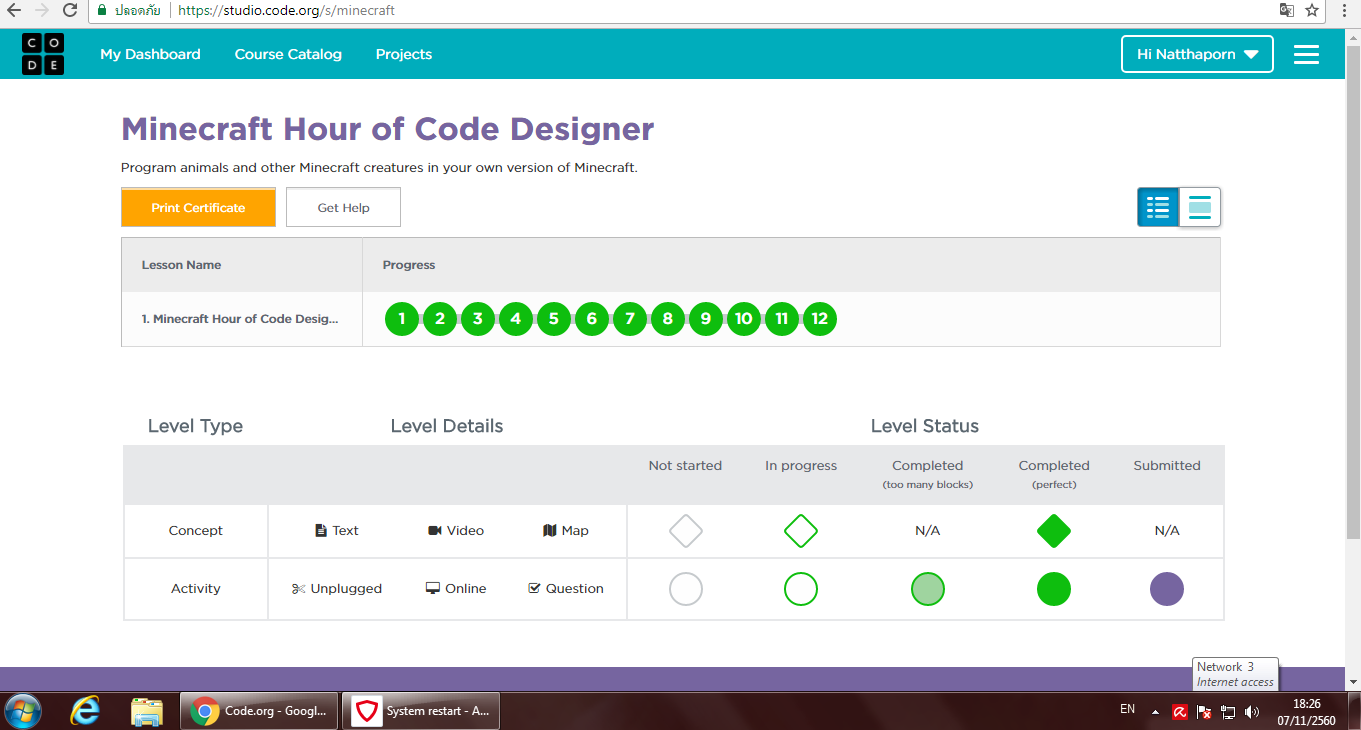 ปลอดภัย https://studio.code.org/s/minecraft
CODE My Dashboard Course Catalog Projects Hi Natthaporn
Minecraft Hour of Code Designer
Program animals and other Minecraft creatures in your own version of Minecraft.
Print Certificate Get Help
Lesson Name Progress
1. Minecraft Hour of Code Desig... 1 2 3 4 5 6 7 8 9 10 11 12
Level Type Level Details Level Status
Not started In progress Completed Completed Submitted
(too many blocks) (perfect)
Concept Text Video Map N/A N/A
Activity Unplugged Online Question
Network 3
Internet access
Code.org - Googl... System restart - A... EN 18:26
07/11/2560